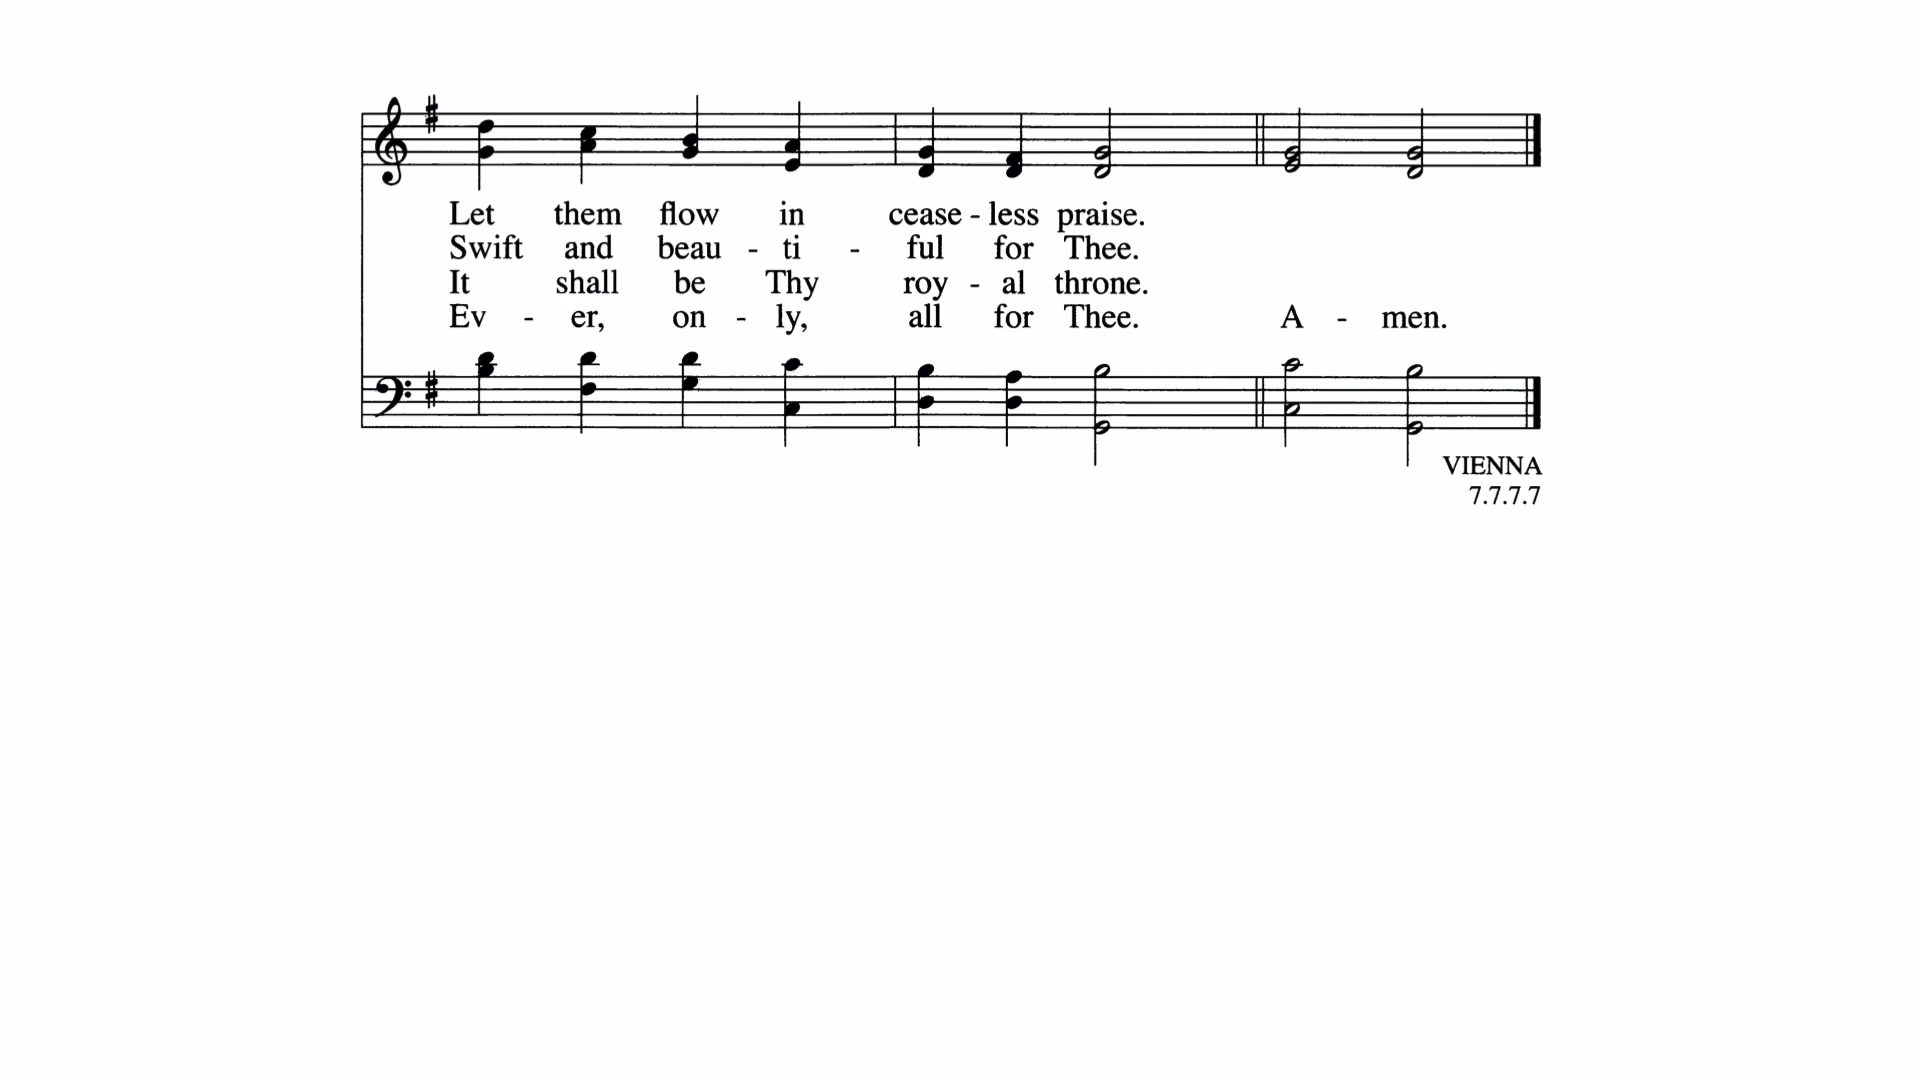 Let them flow in cease - less praise.
Swift and beau - ti - ful for Thee.
It shall be Thy roy - al throne.
Ev - er, on - ly, all for Thee. A - men.
VIENNA
7.7.7.7